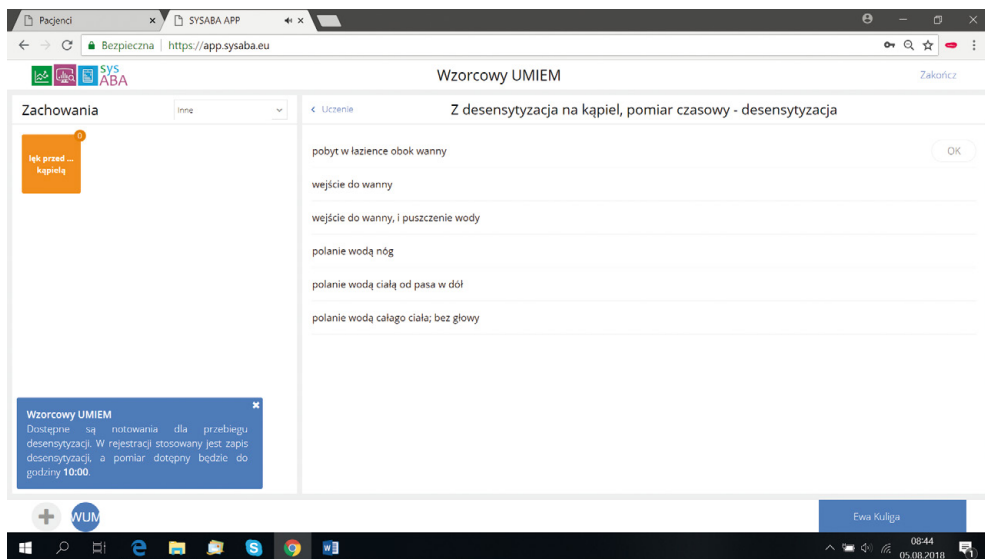 Pacjenci
SYSABA APP
Bezpieczna | https://app.sysaba.eu
sys
ABA
Wzorcowy UMIEM
Zakończ
Zachowania
Inne
Uczenie
Z desensytyzacja na kąpiel, pomiar czasowy - desensytyzacja
0
lęk przed ...
kąpielą
pobyt w łazience obok wanny
OK
wejście do wanny
wejście do wanny, i puszczenie wody
polanie wodą nóg
polanie wodą ciałą od pasa w dół
polanie wodą całago ciała; bez głowy
Wzorcowy UMIEM
Dostępne są notowania dla przebiegu
desensytyzacji. W rejestracji stosowany jest zapis
desensytyzacji, a pomiar dotępny będzie do
godziny 10:00.
WUM
Ewa Kuliga
08:44
05.08.2018